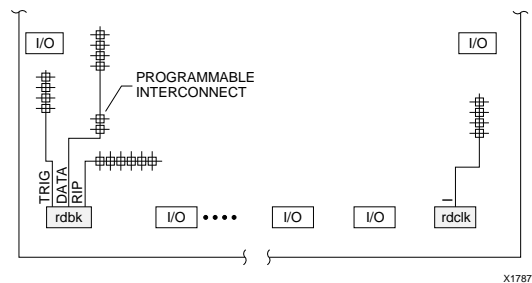 I/O
I/O
PROGRAMMABLE
INTERCONNECT
TRIG
DATA
RIP
I
rdbk
I/O
I/O
I/O
rdclk
X1787